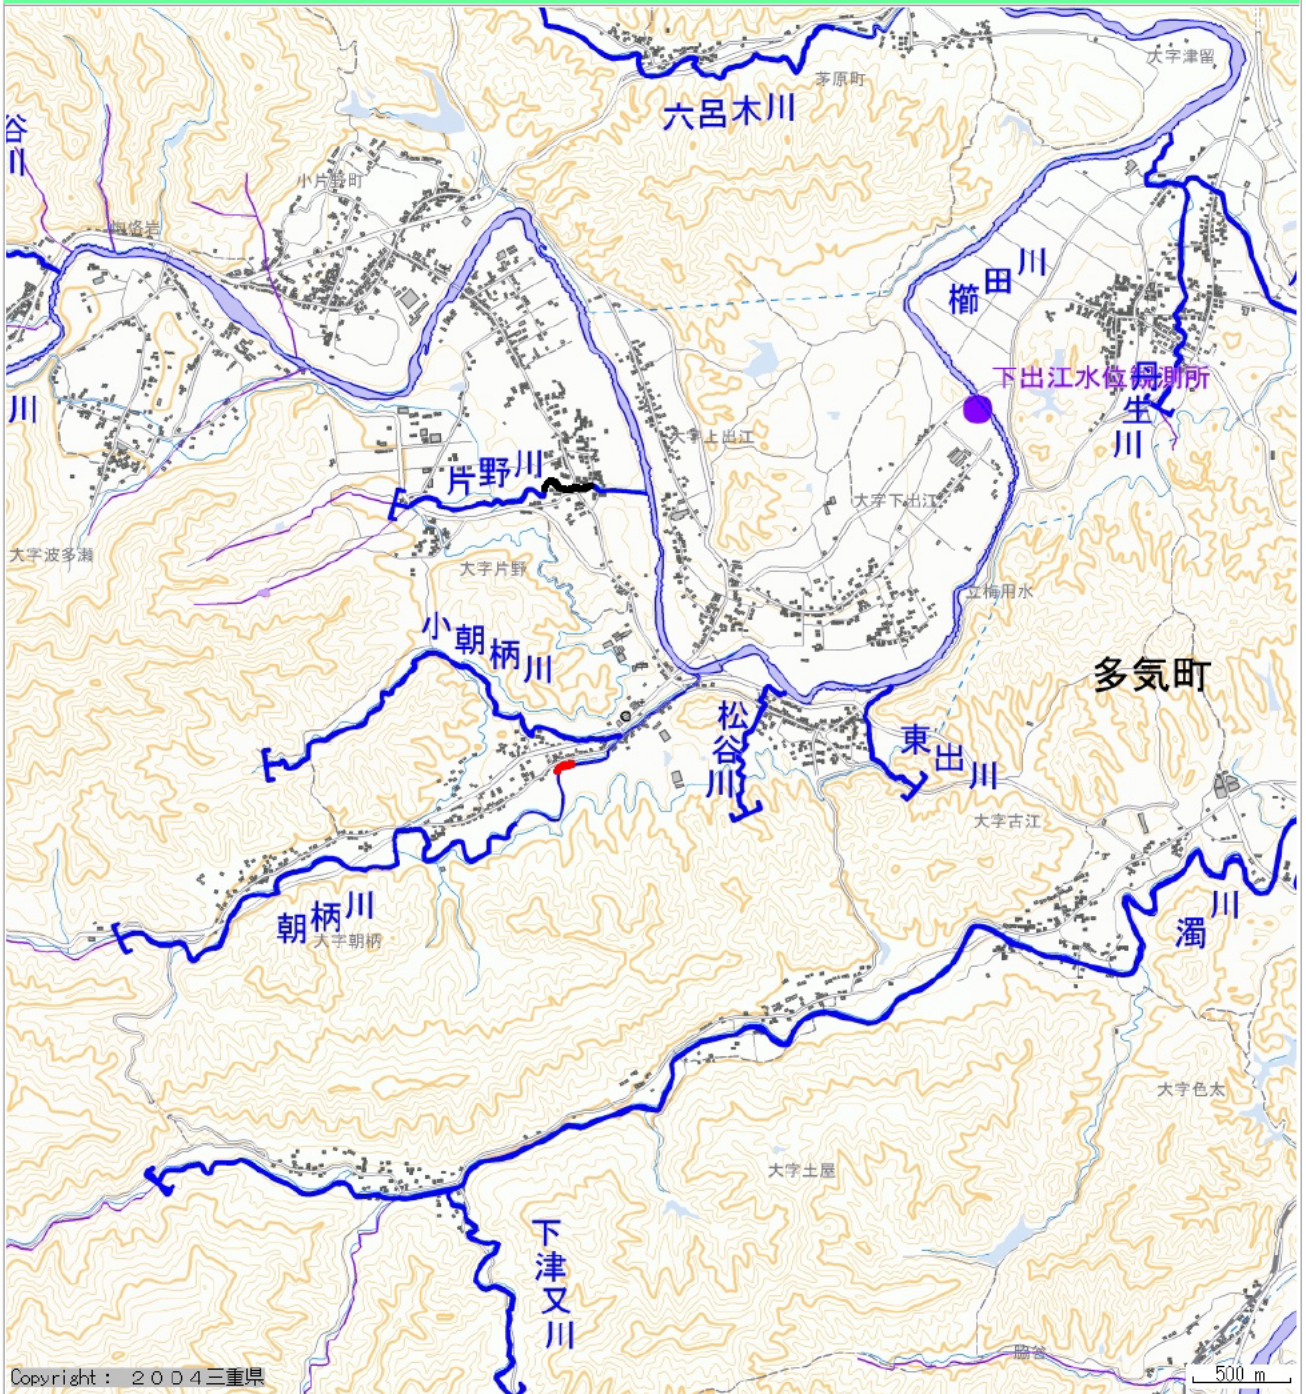 大字津留
茅原町
六呂木川
谷川
小片野町
櫛田川
下出江水位観測所
丹生川
川
大字上出江
片野川
大字下出江
大字波多瀬
大字片野
立梅用水
小朝柄川
多気町
松谷川
東出川
大字古江
朝柄川
大字朝柄
濁川
大字色太
大字土屋
下津又川
脇谷
Copyright： ２００４三重県
500 m